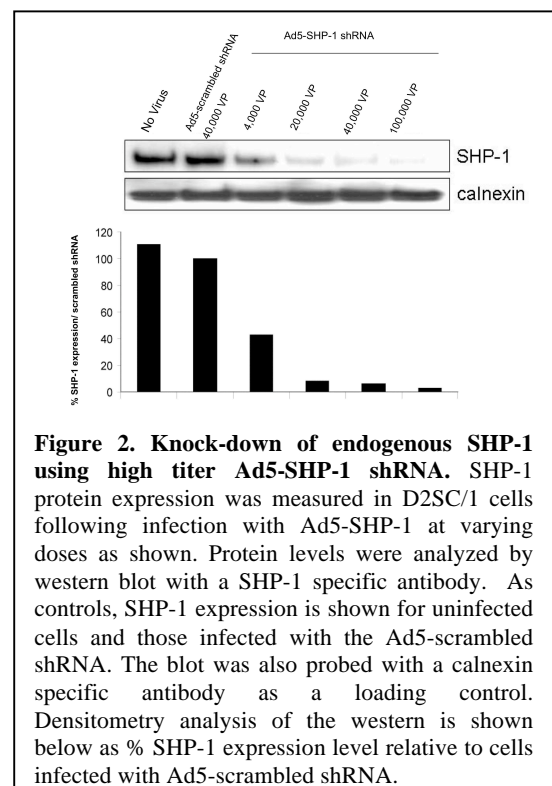 Ad5-SHP-1 shRNA
No Virus
Ad5-scrambled shRNA
40,000 VP
4,000 VP
20,000 VP
40,000 VP
100,000 VP
SHP-1
calnexin
% SHP-1 expression/ scrambled shRNA
120
100
80
60
40
20
0
Figure 2. Knock-down of endogenous SHP-1
using high titer Ad5-SHP-1 shRNA. SHP-1
protein expression was measured in D2SC/1 cells
following infection with Ad5-SHP-1 at varying
doses as shown. Protein levels were analyzed by
western blot with a SHP-1 specific antibody. As
controls, SHP-1 expression is shown for uninfected
cells and those infected with the Ad5-scrambled
shRNA. The blot was also probed with a calnexin
specific antibody as a loading control.
Densitometry analysis of the western is shown
below as % SHP-1 expression level relative to cells
infected with Ad5-scrambled shRNA.